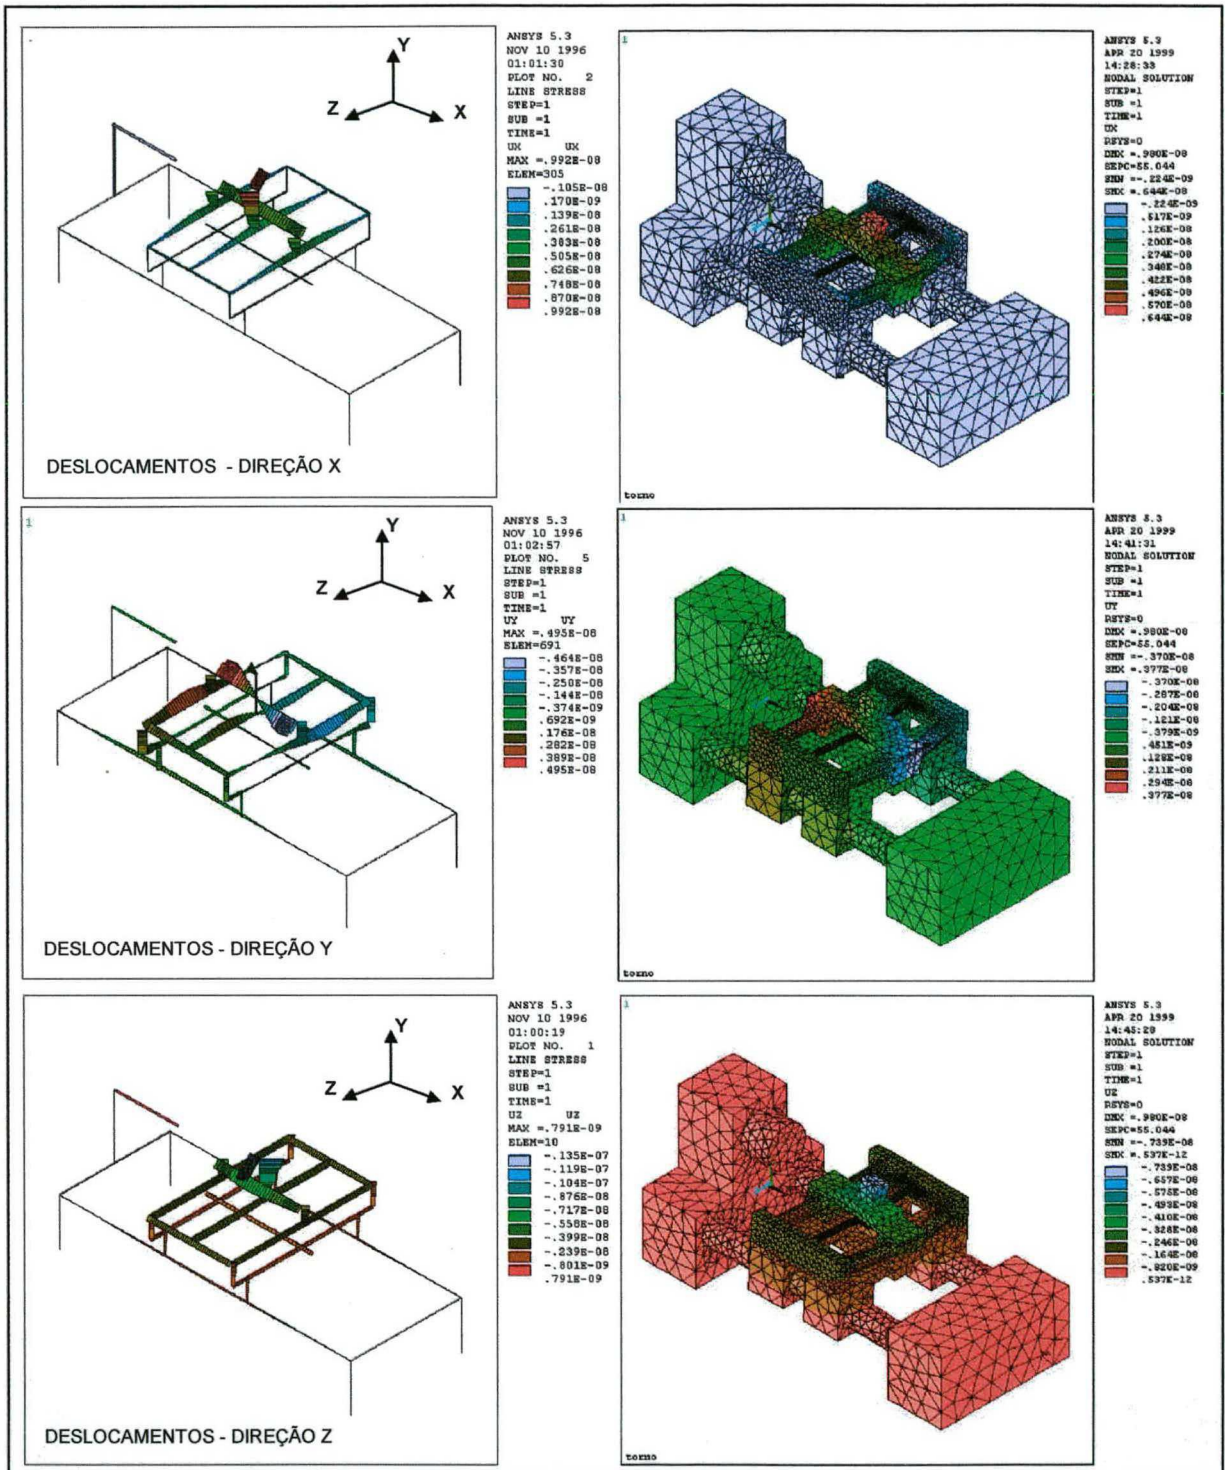 Y
Z
X
DESLOCAMENTOS - DIREÇÃO X
ANSYS 5.3
NOV 10 1996
01:01:30
PLOT NO. 2
LINE STRESS
STEP=1
SUB =1
TIME=1
UX UX
MAX =.992E-08
ELEM=305
-.105E-08
.170E-09
.139E-08
.261E-08
.383E-08
.505E-08
.626E-08
.748E-08
.870E-08
.992E-08
1
torno
ANSYS 5.3
APR 20 1999
14:28:33
NODAL SOLUTION
STEP=1
SUB =1
TIME=1
UX
RSYS=0
DMX =.980E-08
SEPC=55.044
SMN =-.224E-09
SMX =.644E-08
-.224E-09
.517E-09
.126E-08
.200E-08
.274E-08
.348E-08
.422E-08
.496E-08
.570E-08
.644E-08
1
Y
Z
X
DESLOCAMENTOS - DIREÇÃO Y
ANSYS 5.3
NOV 10 1996
01:02:57
PLOT NO. 5
LINE STRESS
STEP=1
SUB =1
TIME=1
UY UY
MAX =.495E-08
ELEM=691
-.464E-08
-.357E-08
-.250E-08
-.144E-08
-.374E-09
.692E-09
.176E-08
.282E-08
.389E-08
.495E-08
1
torno
ANSYS 5.3
APR 20 1999
14:41:31
NODAL SOLUTION
STEP=1
SUB =1
TIME=1
UY
RSYS=0
DMX =.980E-08
SEPC=55.044
SMN =-.370E-08
SMX =.377E-08
-.370E-08
-.287E-08
-.204E-08
-.121E-08
-.379E-09
.451E-09
.128E-08
.211E-08
.294E-08
.377E-08
Y
Z
X
DESLOCAMENTOS - DIREÇÃO Z
ANSYS 5.3
NOV 10 1996
01:00:19
PLOT NO. 1
LINE STRESS
STEP=1
SUB =1
TIME=1
UZ UZ
MAX =.791E-09
ELEM=10
-.135E-07
-.119E-07
-.104E-07
-.876E-08
-.717E-08
-.558E-08
-.399E-08
-.239E-08
-.801E-09
.791E-09
1
torno
ANSYS 5.3
APR 20 1999
14:45:28
NODAL SOLUTION
STEP=1
SUB =1
TIME=1
UZ
RSYS=0
DMX =.980E-08
SEPC=55.044
SMN =-.739E-08
SMX =.537E-12
-.739E-08
-.657E-08
-.575E-08
-.493E-08
-.410E-08
-.328E-08
-.246E-08
-.164E-08
-.820E-09
.537E-12